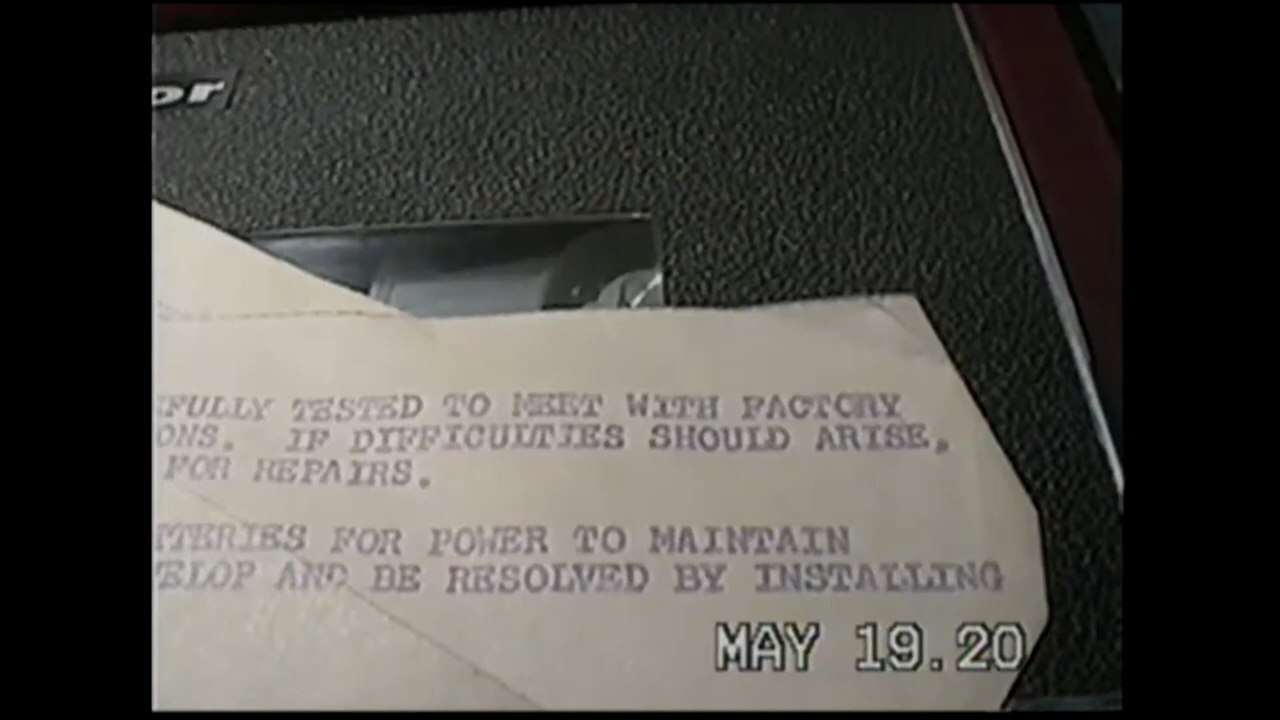 or
FULLY TESTED TO MEET WITH FACTORY
ONS. IF DIFFICULTIES SHOULD ARISE,
FOR REPAIRS.
TTERIES FOR POWER TO MAINTAIN
VELOP AND BE RESOLVED BY INSTALLING
MAY 19.20